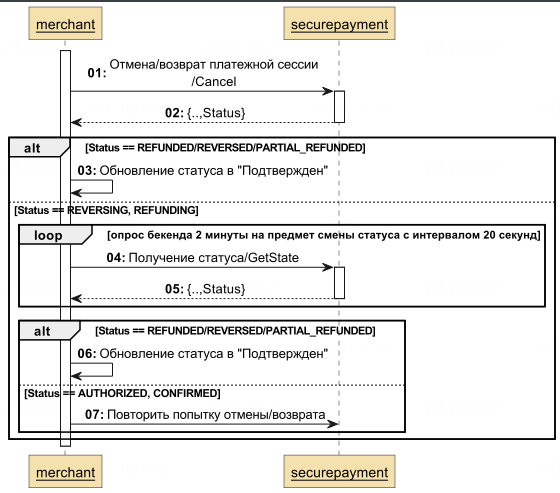 merchant securepayment
01: Отмена/возврат платежной сессии
/Cancel
02: {..,Status}
alt [Status == REFUNDED/REVERSED/PARTIAL_REFUNDED]
03: Обновление статуса в "Подтвержден"
[Status == REVERSING, REFUNDING]
loop [опрос бекенда 2 минуты на предмет смены статуса с интервалом 20 секунд]
04: Получение статуса/GetState
05: {..,Status}
alt [Status == REFUNDED/REVERSED/PARTIAL_REFUNDED]
06: Обновление статуса в "Подтвержден"
[Status == AUTHORIZED, CONFIRMED]
07: Повторить попытку отмены/возврата
merchant securepayment